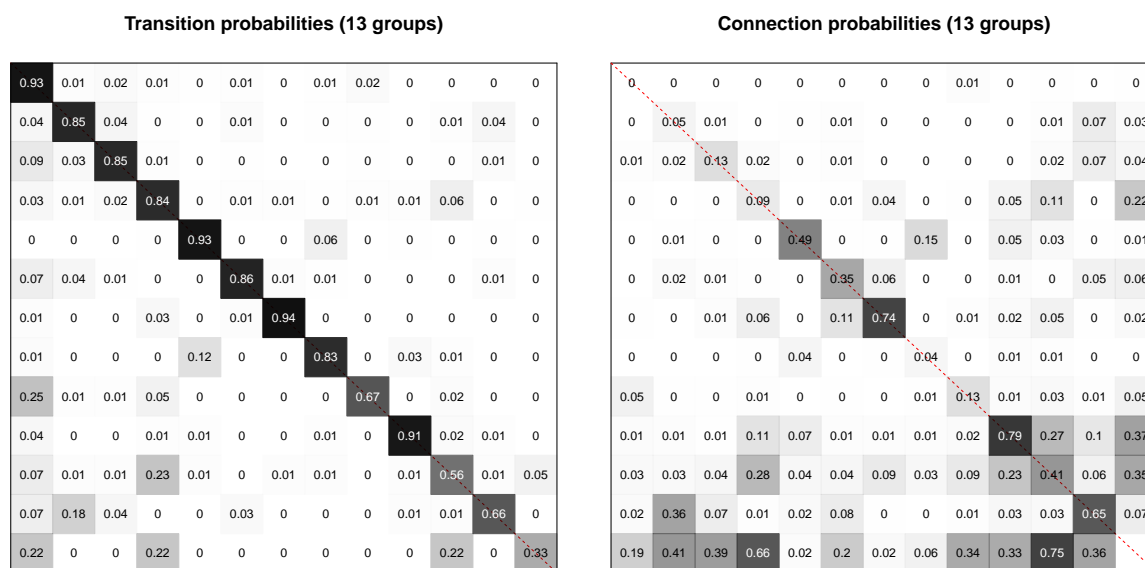 Transition probabilities (13 groups)
Connection probabilities (13 groups)
0.93 0.01 0.02 0.01 0 0.01 0 0.01 0.02 0 0 0 0
0 0 0 0 0 0 0 0 0.01 0 0 0 0
0.04 0.85 0.04 0 0 0.01 0 0 0 0 0.01 0.04 0
0 0.05 0.01 0 0 0.01 0 0 0 0 0.01 0.07 0.03
0.09 0.03 0.85 0.01 0 0 0 0 0 0 0 0.01 0
0.01 0.02 0.13 0.02 0 0.01 0 0 0 0 0.02 0.07 0.04
0.03 0.01 0.02 0.84 0 0.01 0.01 0 0.01 0.01 0.06 0 0
0 0 0 0.09 0 0.01 0.04 0 0 0.05 0.11 0 0.22
0 0 0 0 0.93 0 0 0.06 0 0 0 0 0
0 0.01 0 0 0.49 0 0 0.15 0 0.05 0.03 0 0.01
0.07 0.04 0.01 0 0 0.86 0.01 0.01 0 0 0 0.01 0
0 0.02 0.01 0 0 0.35 0.06 0 0 0.01 0 0.05 0.06
0.01 0 0 0.03 0 0.01 0.94 0 0 0 0 0 0
0 0 0.01 0.06 0 0.11 0.74 0 0.01 0.02 0.05 0 0.02
0.01 0 0 0 0.12 0 0 0.83 0 0.03 0.01 0 0
0 0 0 0 0.04 0 0 0.04 0 0.01 0.01 0 0
0.25 0.01 0.01 0.05 0 0 0 0 0.67 0 0.02 0 0
0.05 0 0 0.01 0 0 0.01 0 0.13 0.01 0.03 0.01 0.05
0.04 0 0 0.01 0.01 0 0 0.01 0 0.91 0.02 0.01 0
0.01 0.01 0.01 0.11 0.07 0.01 0.01 0.01 0.02 0.79 0.27 0.1 0.37
0.07 0.01 0.01 0.23 0.01 0 0.01 0.01 0 0.01 0.56 0.01 0.05
0.03 0.03 0.04 0.28 0.04 0.04 0.09 0.03 0.09 0.23 0.41 0.06 0.35
0.07 0.18 0.04 0 0 0.03 0 0 0 0.01 0.01 0.66 0
0.02 0.36 0.07 0.01 0.02 0.08 0 0 0.01 0.03 0.03 0.65 0.07
0.22 0 0 0.22 0 0 0 0 0 0 0.22 0 0.33
0.19 0.41 0.39 0.66 0.02 0.2 0.02 0.06 0.34 0.33 0.75 0.36